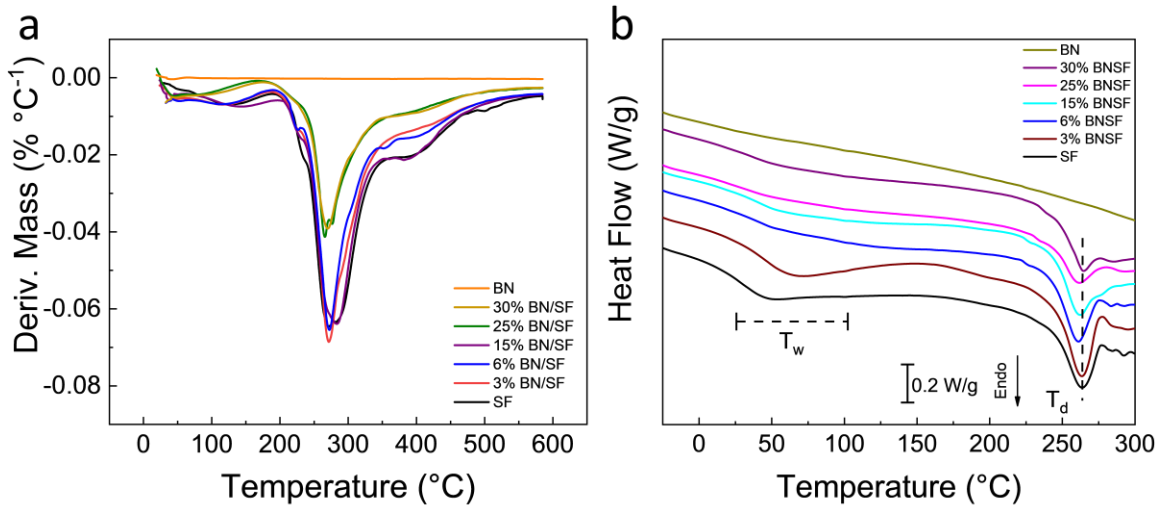 a
Deriv. Mass (% °C⁻¹)
0.00
-0.02
-0.04
-0.06
-0.08
BN
30% BN/SF
25% BN/SF
15% BN/SF
6% BN/SF
3% BN/SF
SF
0 100 200 300 400 500 600
Temperature (°C)
b
Heat Flow (W/g)
BN
30% BNSF
25% BNSF
15% BNSF
6% BNSF
3% BNSF
SF
T_w
0.2 W/g
Endo
T_d
0 50 100 150 200 250 300
Temperature (°C)